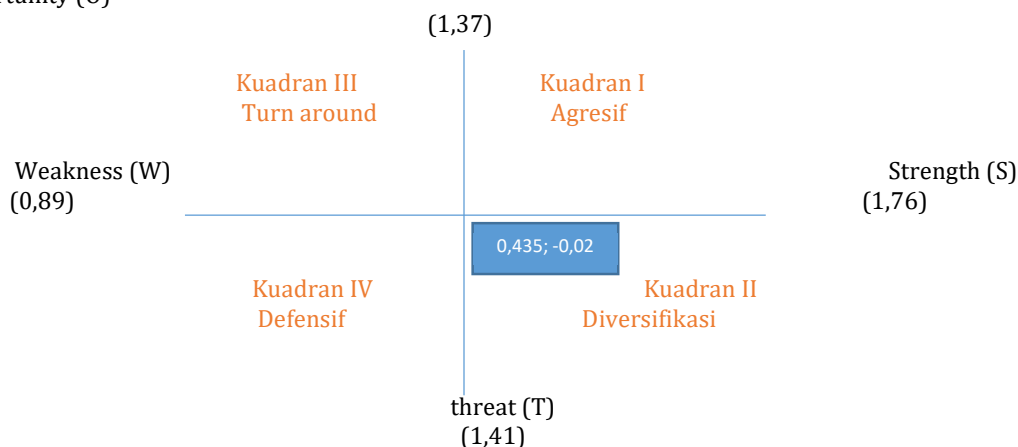 (1,37)
Kuadran III
Turn around
Kuadran I
Agresif
Weakness (W)
(0,89)
Strength (S)
(1,76)
0,435; -0,02
Kuadran IV
Defensif
Kuadran II
Diversifikasi
threat (T)
(1,41)